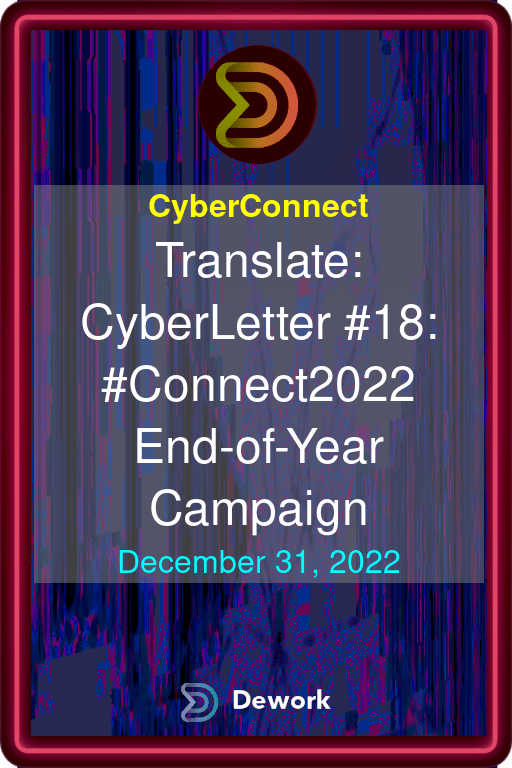 CyberConnect
Translate:
CyberLetter #18:
#Connect2022
End-of-Year
Campaign
December 31, 2022
Dework